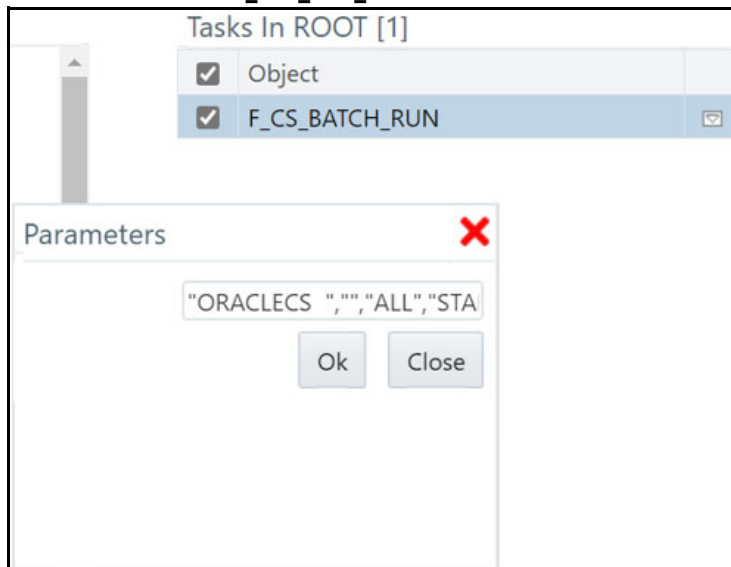 Tasks In ROOT [1]
Object
F_CS_BATCH_RUN
Parameters
"ORACLECS ","","ALL","STA
Ok Close